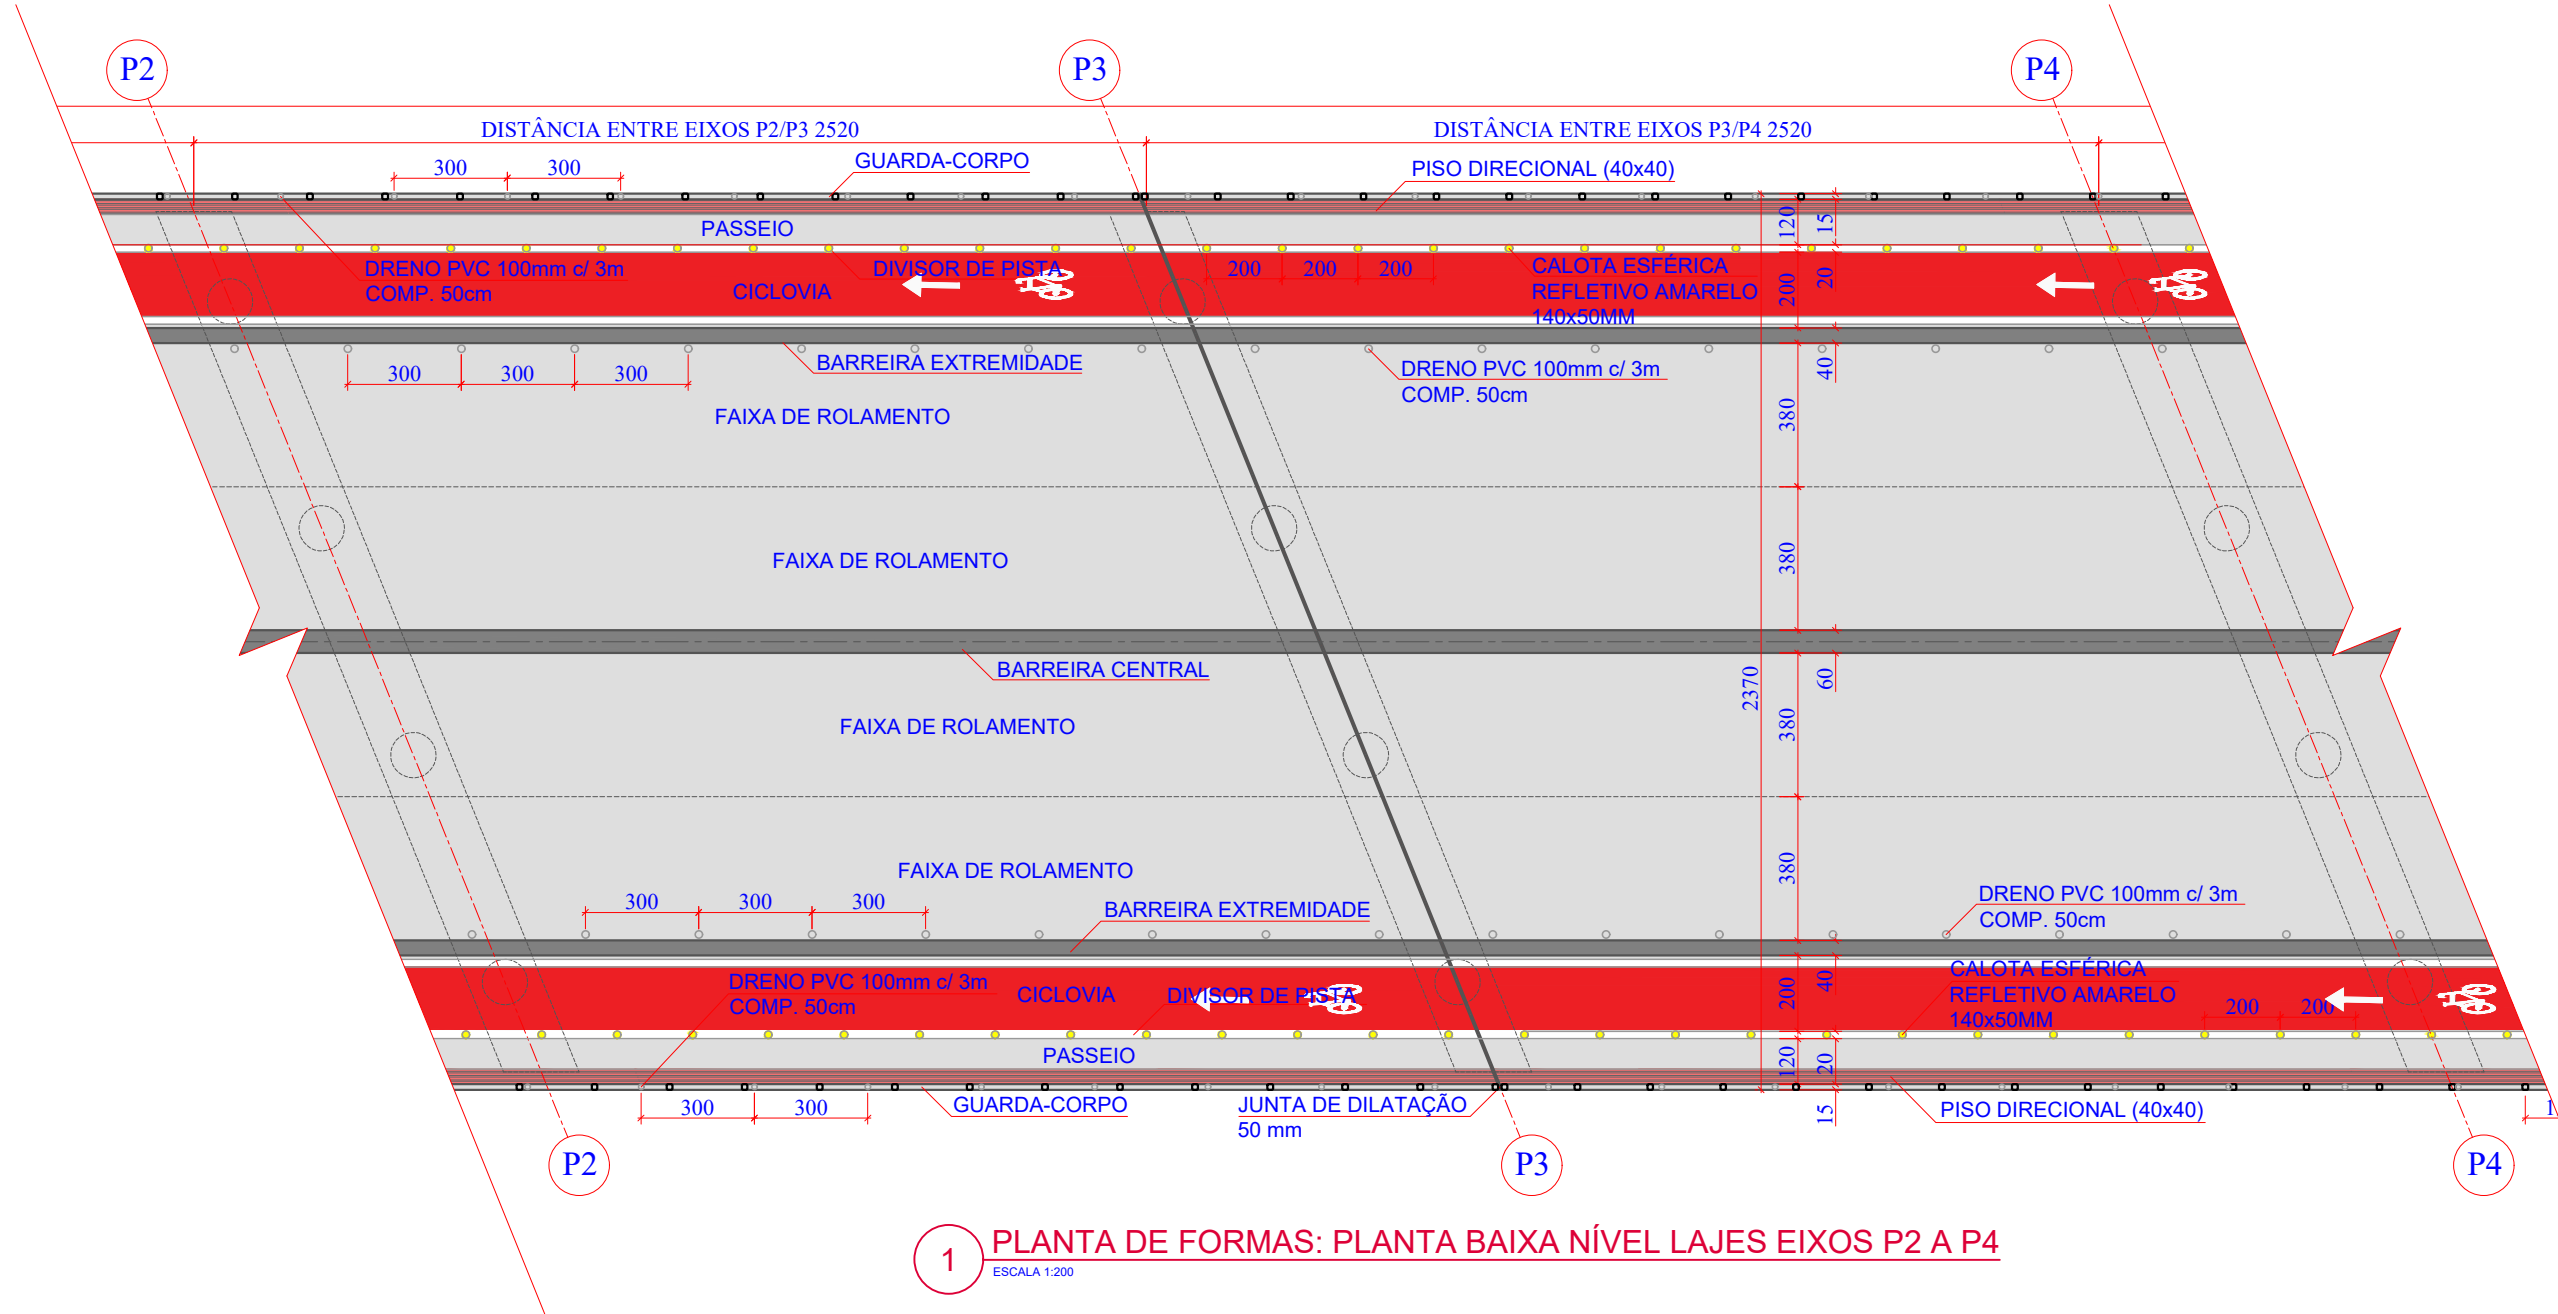 P2
P3
P4
DISTÂNCIA ENTRE EIXOS P2/P3 2520
DISTÂNCIA ENTRE EIXOS P3/P4 2520
300
300
GUARDA-CORPO
PISO DIRECIONAL (40x40)
PASSEIO
120
15
DRENO PVC 100mm c/ 3m
COMP. 50cm
DIVISOR DE PISTA
CICLOVIA
200
200
200
CALOTA ESFÉRICA
REFLETIVO AMARELO
140x50MM
200
20
300
300
300
BARREIRA EXTREMIDADE
DRENO PVC 100mm c/ 3m
COMP. 50cm
40
FAIXA DE ROLAMENTO
380
FAIXA DE ROLAMENTO
380
BARREIRA CENTRAL
2370
60
FAIXA DE ROLAMENTO
380
FAIXA DE ROLAMENTO
380
300
300
300
BARREIRA EXTREMIDADE
DRENO PVC 100mm c/ 3m
COMP. 50cm
DRENO PVC 100mm c/ 3m
COMP. 50cm
CICLOVIA
DIVISOR DE PISTA
200
40
CALOTA ESFÉRICA
REFLETIVO AMARELO
140x50MM
200
200
PASSEIO
120
20
300
300
GUARDA-CORPO
JUNTA DE DILATAÇÃO
50 mm
15
PISO DIRECIONAL (40x40)
1
P2
P3
P4
1
PLANTA DE FORMAS: PLANTA BAIXA NÍVEL LAJES EIXOS P2 A P4
ESCALA 1:200